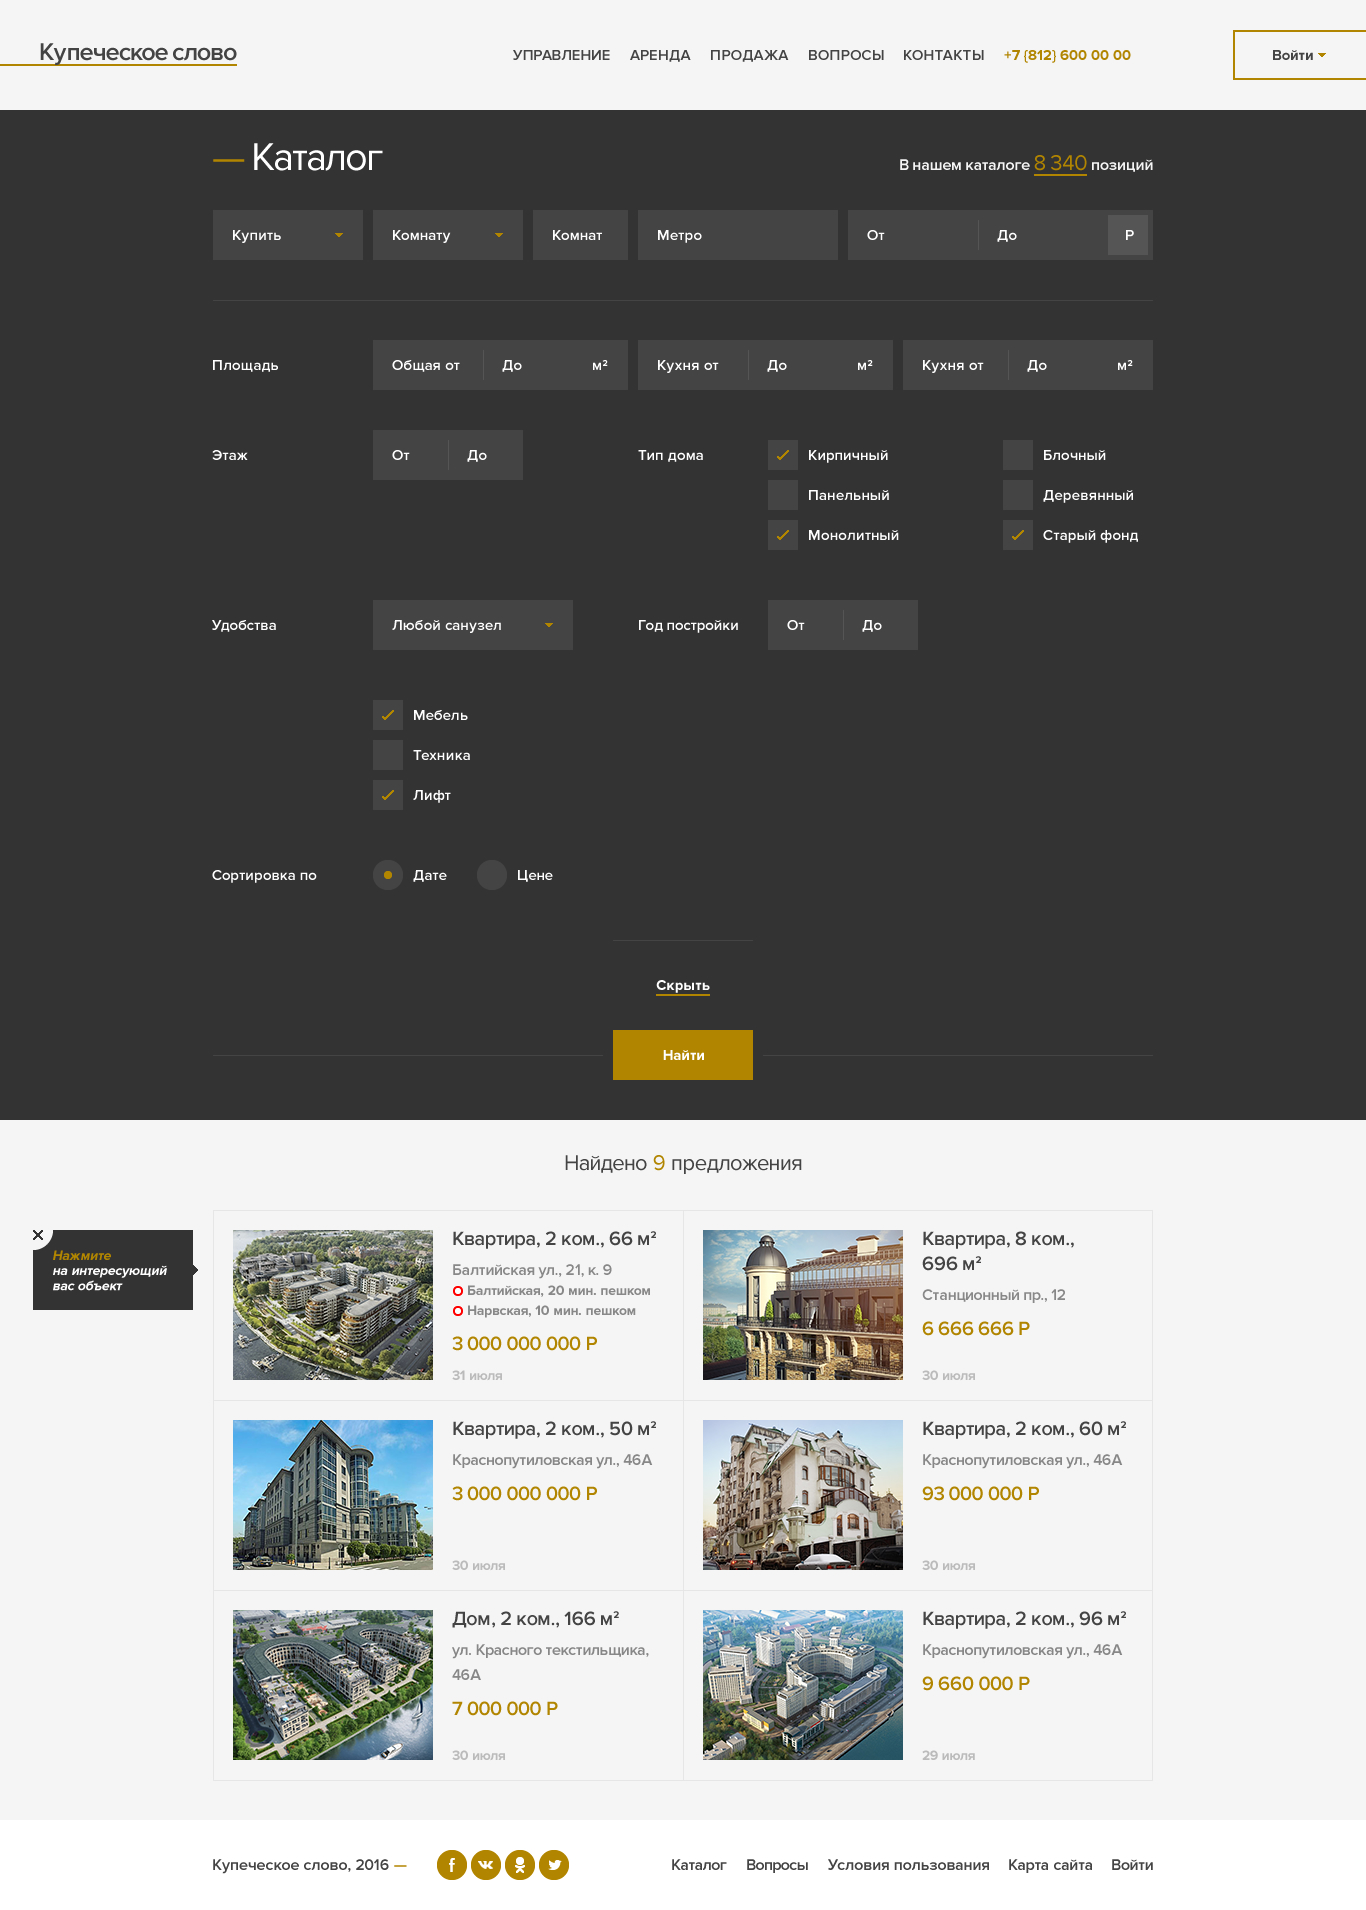 Купеческое слово
УПРАВЛЕНИЕ АРЕНДА ПРОДАЖА ВОПРОСЫ КОНТАКТЫ +7 {812} 600 00 00
Войти
— Каталог
В нашем каталоге 8 340 позиций
Купить Комнату Комнат Метро От До Р
Площадь Общая от До м² Кухня от До м² Кухня от До м²
Этаж От До Тип дома Кирпичный Блочный
Панельный Деревянный
Монолитный Старый фонд
Удобства Любой санузел Год постройки От До
Мебель
Техника
Лифт
Сортировка по Дате Цене
Скрыть
Найти
Найдено 9 предложения
Нажмите
на интересующий
вас объект
Квартира, 2 ком., 66 м²
Балтийская ул., 21, к. 9
Балтийская, 20 мин. пешком
Нарвская, 10 мин. пешком
3 000 000 000 Р
31 июля
Квартира, 8 ком.,
696 м²
Станционный пр., 12
6 666 666 Р
30 июля
Квартира, 2 ком., 50 м²
Краснопутиловская ул., 46А
3 000 000 000 Р
30 июля
Квартира, 2 ком., 60 м²
Краснопутиловская ул., 46А
93 000 000 Р
30 июля
Дом, 2 ком., 166 м²
ул. Красного текстильщика,
46А
7 000 000 Р
30 июля
Квартира, 2 ком., 96 м²
Краснопутиловская ул., 46А
9 660 000 Р
29 июля
Купеческое слово, 2016 —
Каталог Вопросы Условия пользования Карта сайта Войти